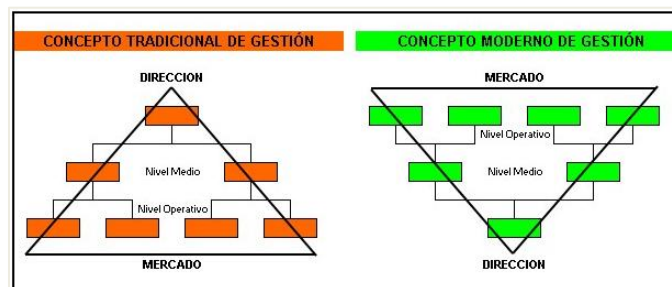 CONCEPTO TRADICIONAL DE GESTIÓN
DIRECCION
Nivel Medio
Nivel Operativo
MERCADO
CONCEPTO MODERNO DE GESTIÓN
MERCADO
Nivel Operativo
Nivel Medio
DIRECCION